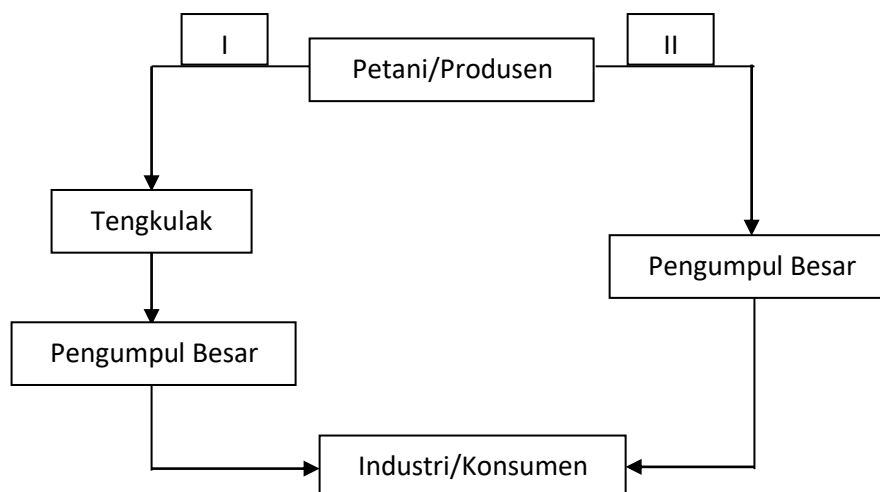 I
II
Petani/Produsen
Tengkulak
Pengumpul Besar
Pengumpul Besar
Industri/Konsumen